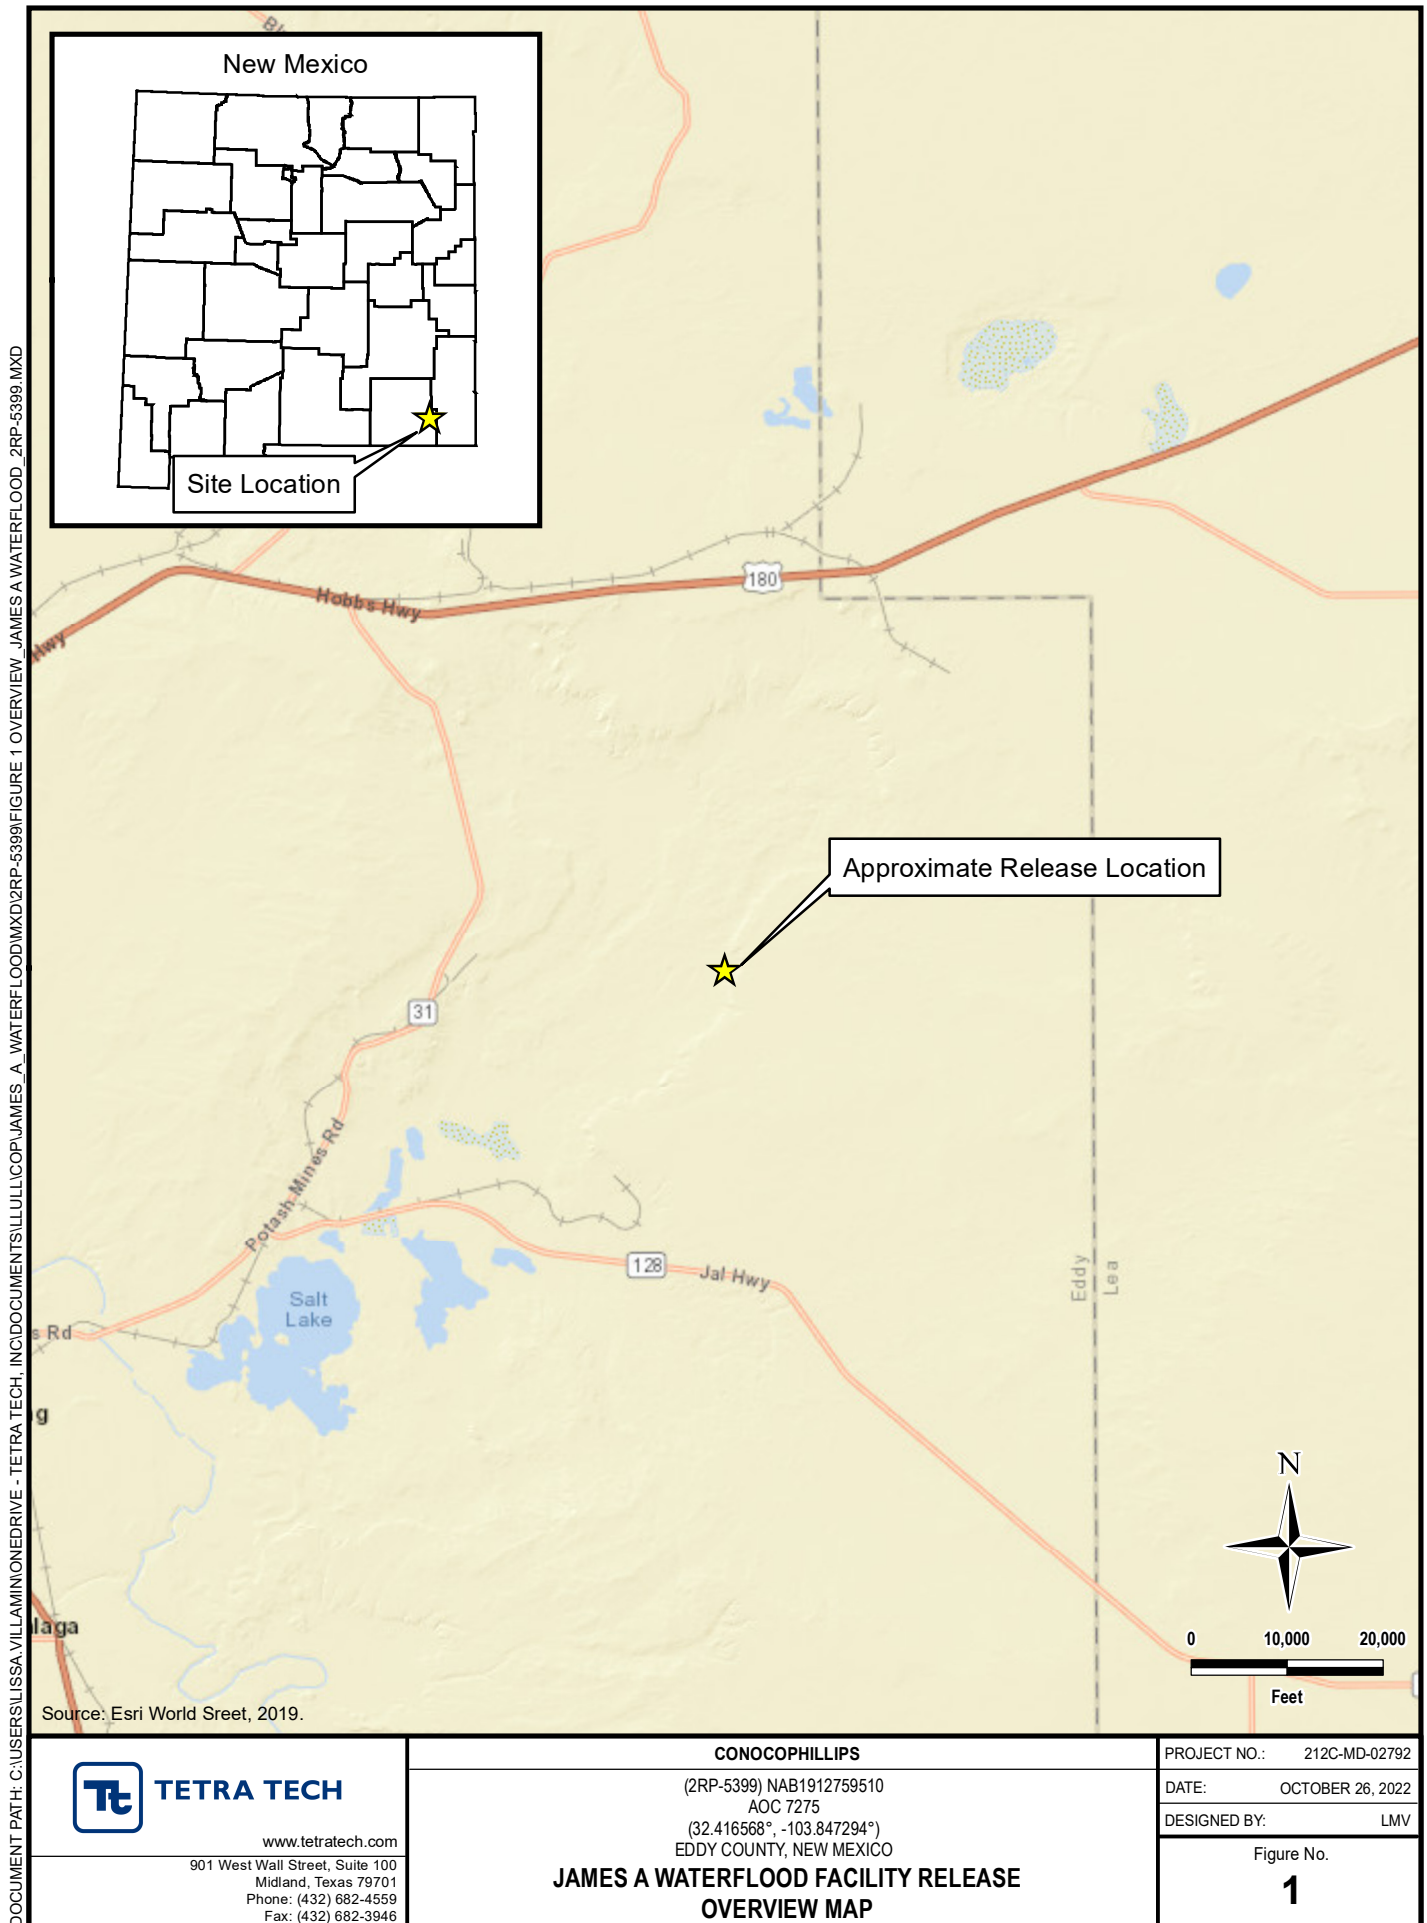 New Mexico
Site Location
180
Hobbs Hwy
Hwy
Approximate Release Location
31
Potash Mines Rd
128
Jal Hwy
Salt
Lake
s Rd
Eddy
Lea
N
0 10,000 20,000
Feet
laga
Source: Esri World Sreet, 2019.
DOCUMENT PATH: C:\USERS\LISSA.VILLAMIN\ONEDRIVE - TETRA TECH, INC\DOCUMENTS\LLULL\COP\JAMES_A_WATERFLOOD\MXD\2RP-5399\FIGURE 1 OVERVIEW_JAMES A WATERFLOOD_2RP-5399.MXD
Tt TETRA TECH
www.tetratech.com
901 West Wall Street, Suite 100
Midland, Texas 79701
Phone: (432) 682-4559
Fax: (432) 682-3946
CONOCOPHILLIPS
(2RP-5399) NAB1912759510
AOC 7275
(32.416568°, -103.847294°)
EDDY COUNTY, NEW MEXICO
JAMES A WATERFLOOD FACILITY RELEASE
OVERVIEW MAP
PROJECT NO.: 212C-MD-02792
DATE: OCTOBER 26, 2022
DESIGNED BY: LMV
Figure No.
1